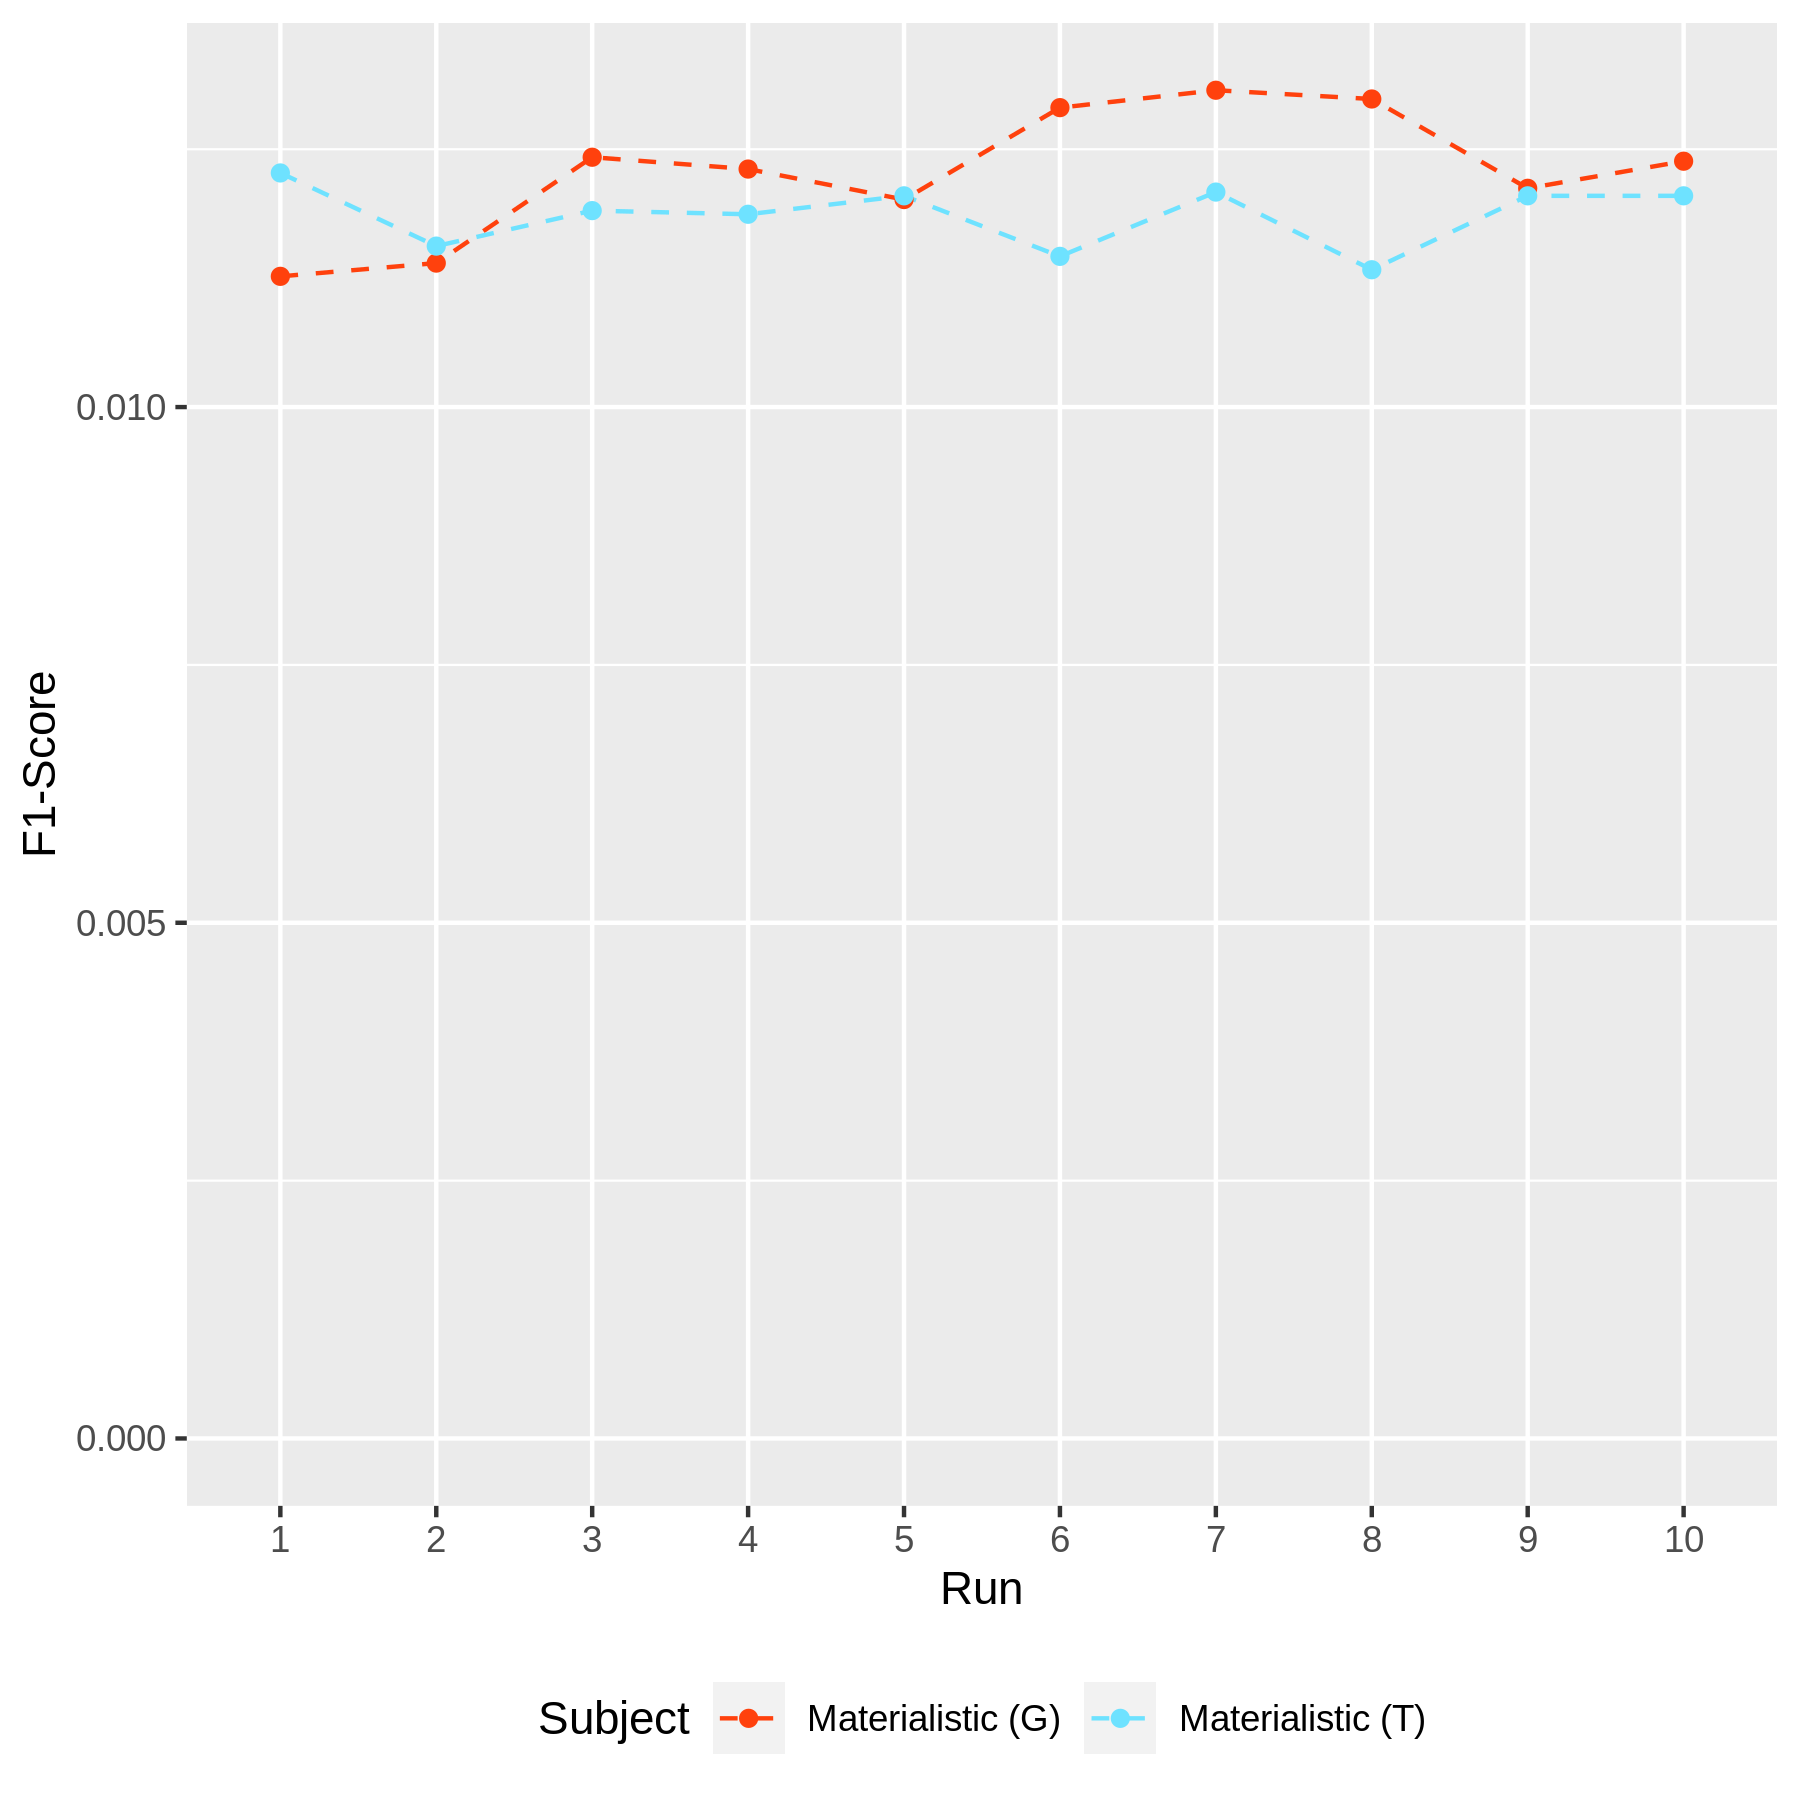 F1-Score
0.010
0.005
0.000
1 2 3 4 5 6 7 8 9 10
Run
Subject Materialistic (G) Materialistic (T)